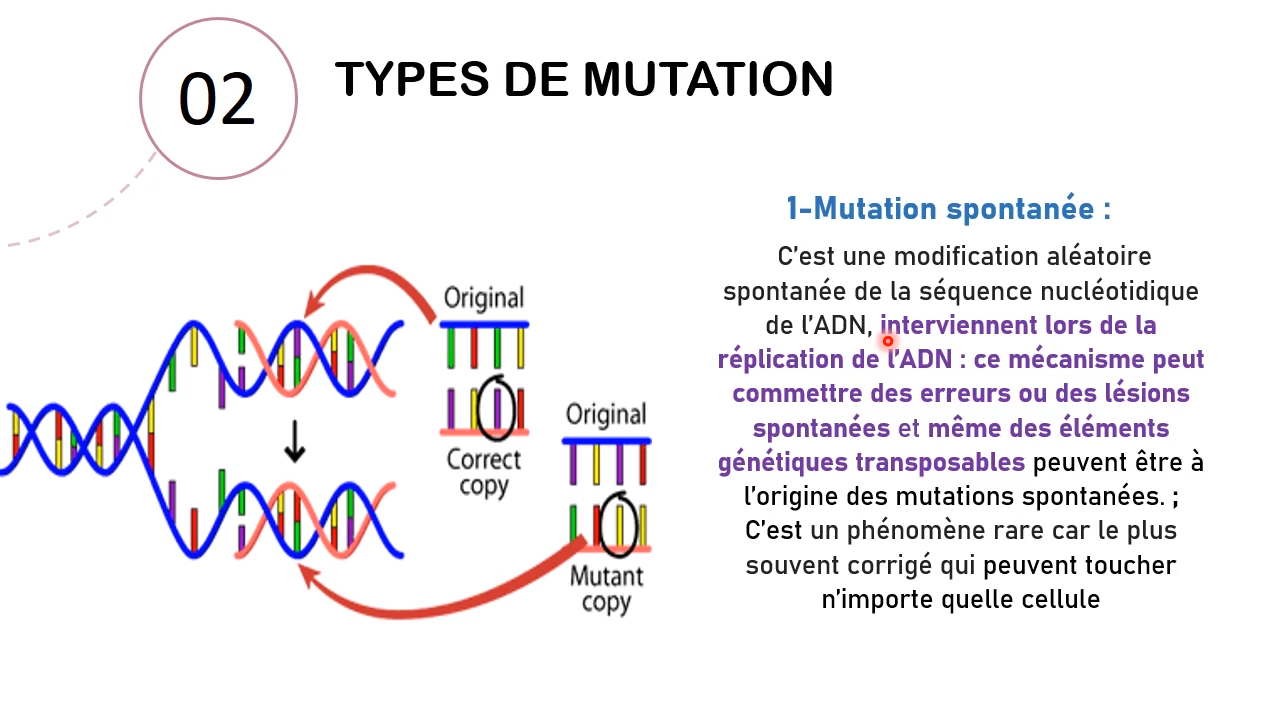 02
TYPES DE MUTATION
1-Mutation spontanée :
C'est une modification aléatoire
spontanée de la séquence nucléotidique
de l'ADN, interviennent lors de la
réplication de l'ADN : ce mécanisme peut
commettre des erreurs ou des lésions
spontanées et même des éléments
génétiques transposables peuvent être à
l'origine des mutations spontanées. ;
C'est un phénomène rare car le plus
souvent corrigé qui peuvent toucher
n'importe quelle cellule
Original
Correct
copy
Original
Mutant
copy